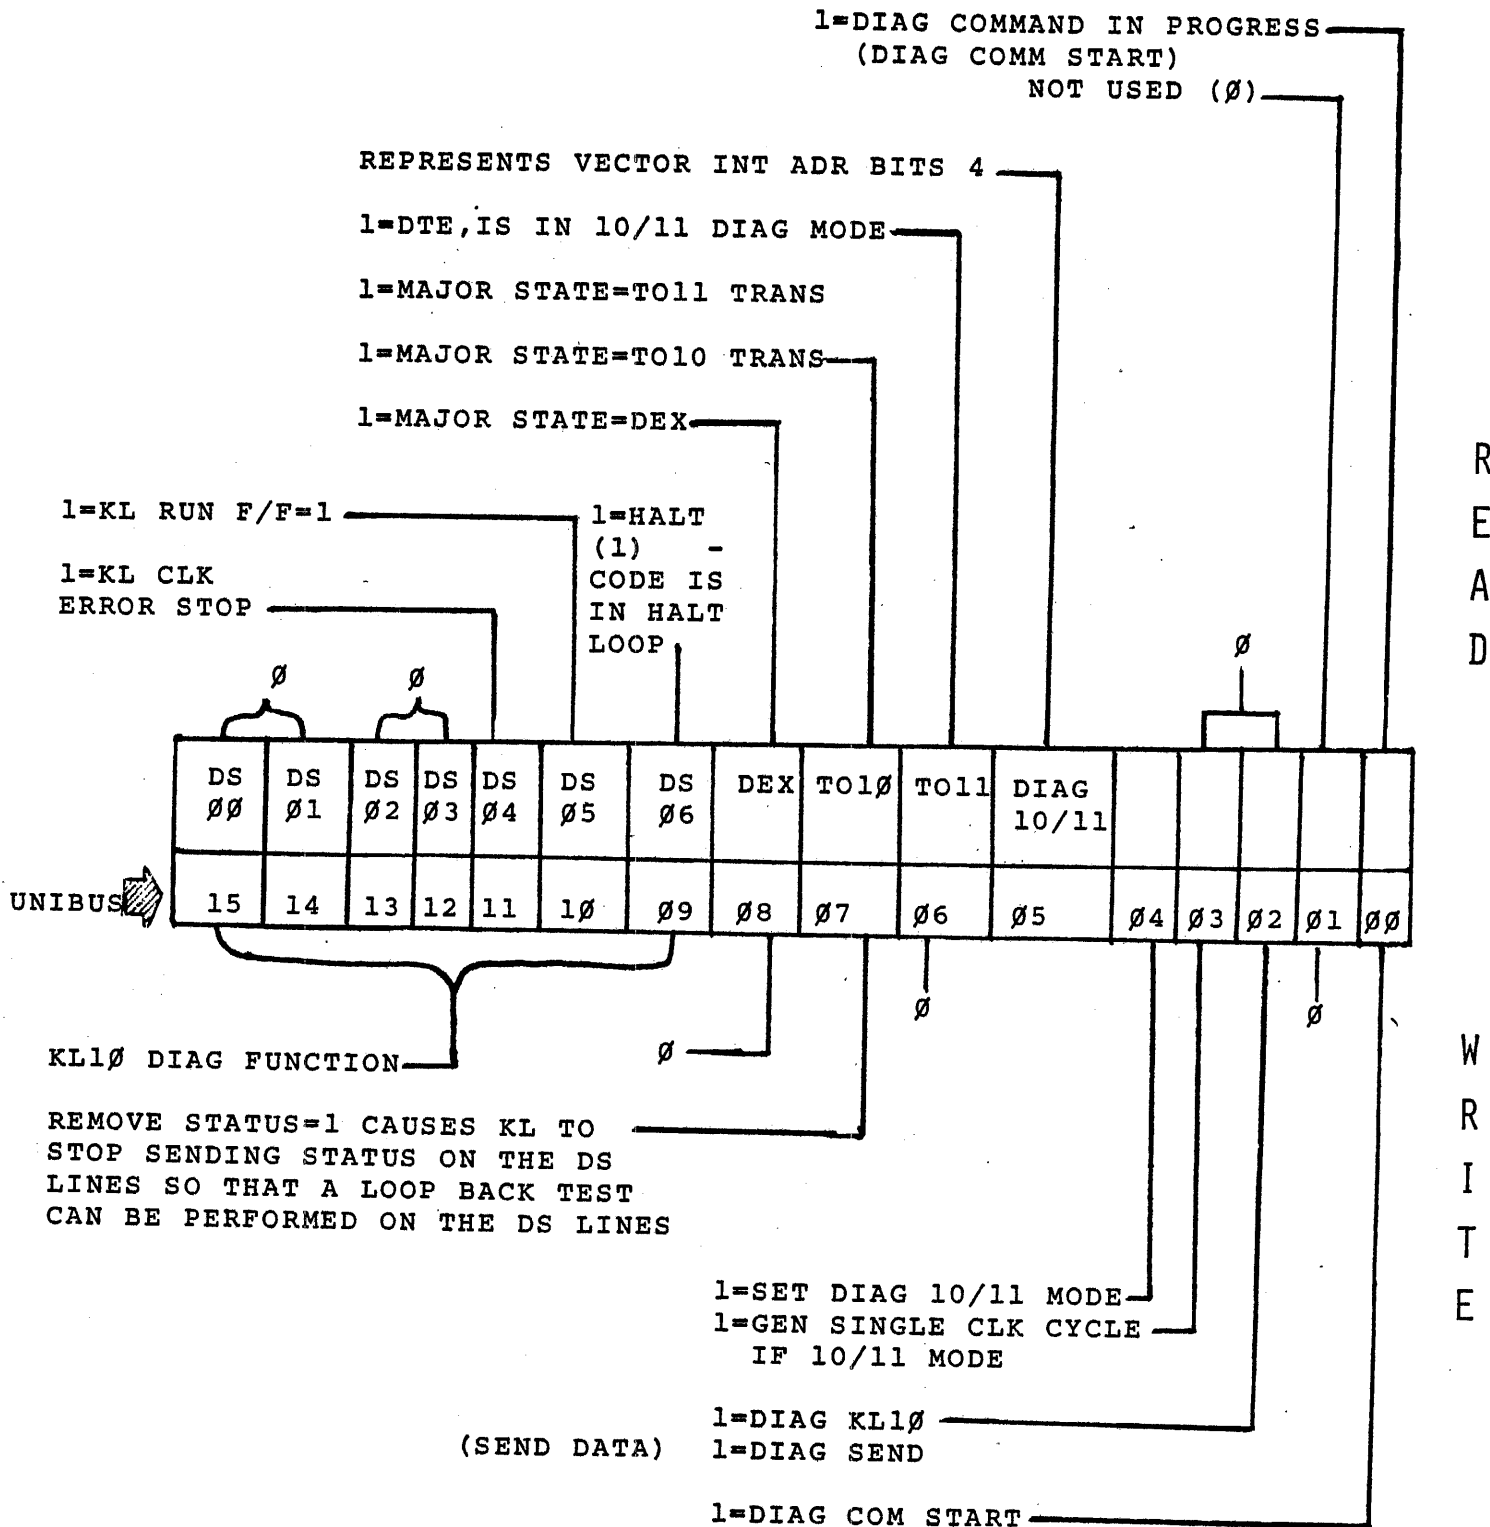 1=DIAG COMMAND IN PROGRESS
(DIAG COMM START)
NOT USED (Ø)
REPRESENTS VECTOR INT ADR BITS 4
1=DTE,IS IN 10/11 DIAG MODE
1=MAJOR STATE=TO11 TRANS
1=MAJOR STATE=TO10 TRANS
1=MAJOR STATE=DEX
1=KL RUN F/F=1
1=HALT
(1) -
CODE IS
IN HALT
LOOP
1=KL CLK
ERROR STOP
Ø
Ø
Ø
READ
DS ØØ
DS Ø1
DS Ø2
DS Ø3
DS Ø4
DS Ø5
DS Ø6
DEX
TO1Ø
TO11
DIAG 10/11
UNIBUS
15 14 13 12 11 1Ø Ø9 Ø8 Ø7 Ø6 Ø5 Ø4 Ø3 Ø2 Ø1 ØØ
Ø
Ø
Ø
WRITE
KL1Ø DIAG FUNCTION
REMOVE STATUS=1 CAUSES KL TO
STOP SENDING STATUS ON THE DS
LINES SO THAT A LOOP BACK TEST
CAN BE PERFORMED ON THE DS LINES
1=SET DIAG 10/11 MODE
1=GEN SINGLE CLK CYCLE
IF 10/11 MODE
1=DIAG KL1Ø
(SEND DATA) 1=DIAG SEND
1=DIAG COM START